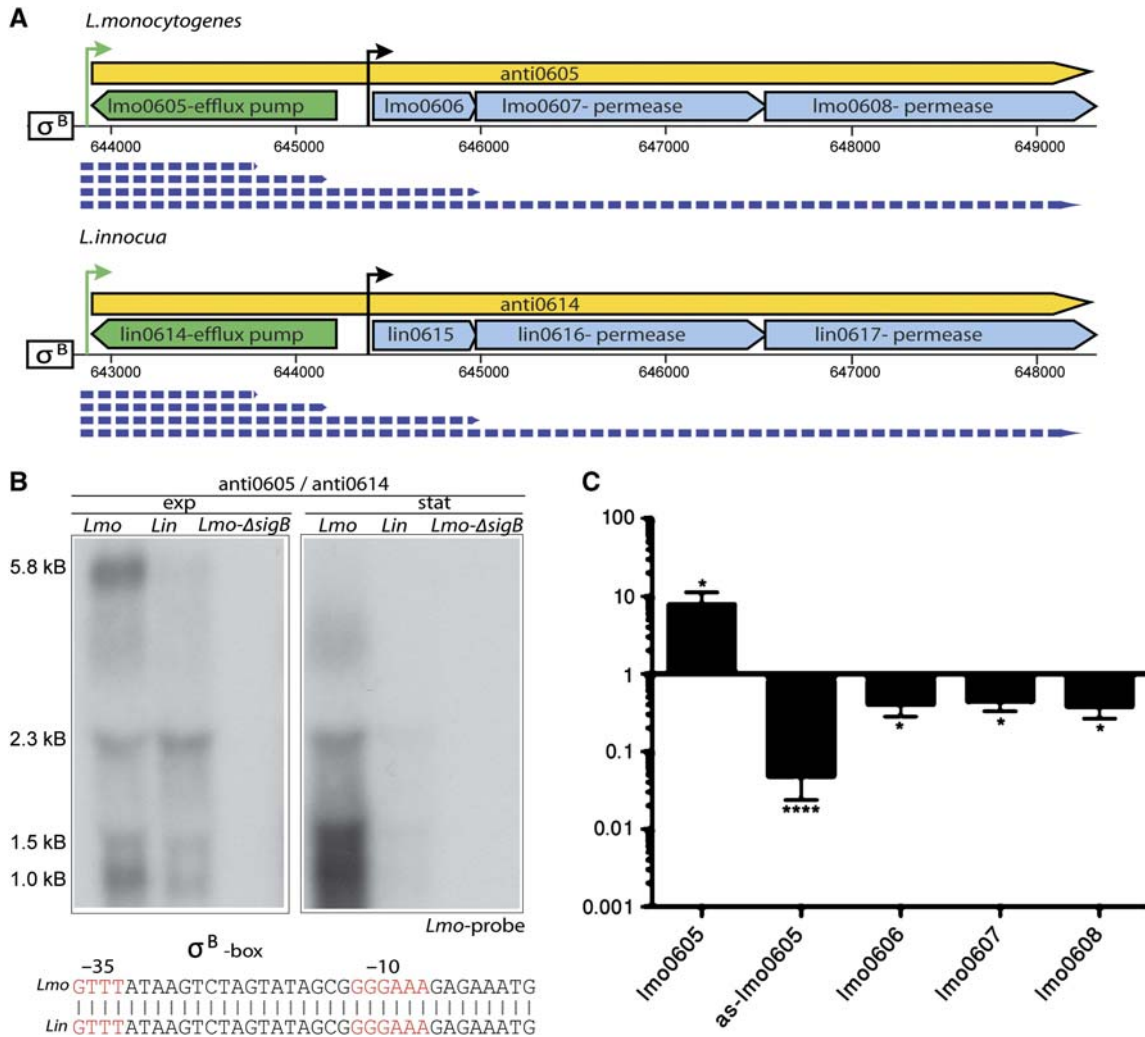 A
L.monocytogenes
anti0605
lmo0605-efflux pump
lmo0606
lmo0607- permease
lmo0608- permease
σB
644000 645000 646000 647000 648000 649000
L.innocua
anti0614
lin0614-efflux pump
lin0615
lin0616- permease
lin0617- permease
σB
643000 644000 645000 646000 647000 648000
B
anti0605 / anti0614
exp stat
Lmo Lin Lmo-ΔsigB Lmo Lin Lmo-ΔsigB
5.8 kB
2.3 kB
1.5 kB
1.0 kB
Lmo-probe
σB -box
−35 −10
Lmo GTTTATAAGTCTAGTATAGCGGGGAAAGAGAAATG
Lin GTTTATAAGTCTAGTATAGCGGGGAAAGAGAAATG
C
100
10
1
0.1
0.01
0.001
*
****
*
*
*
lmo0605
as-lmo0605
lmo0606
lmo0607
lmo0608